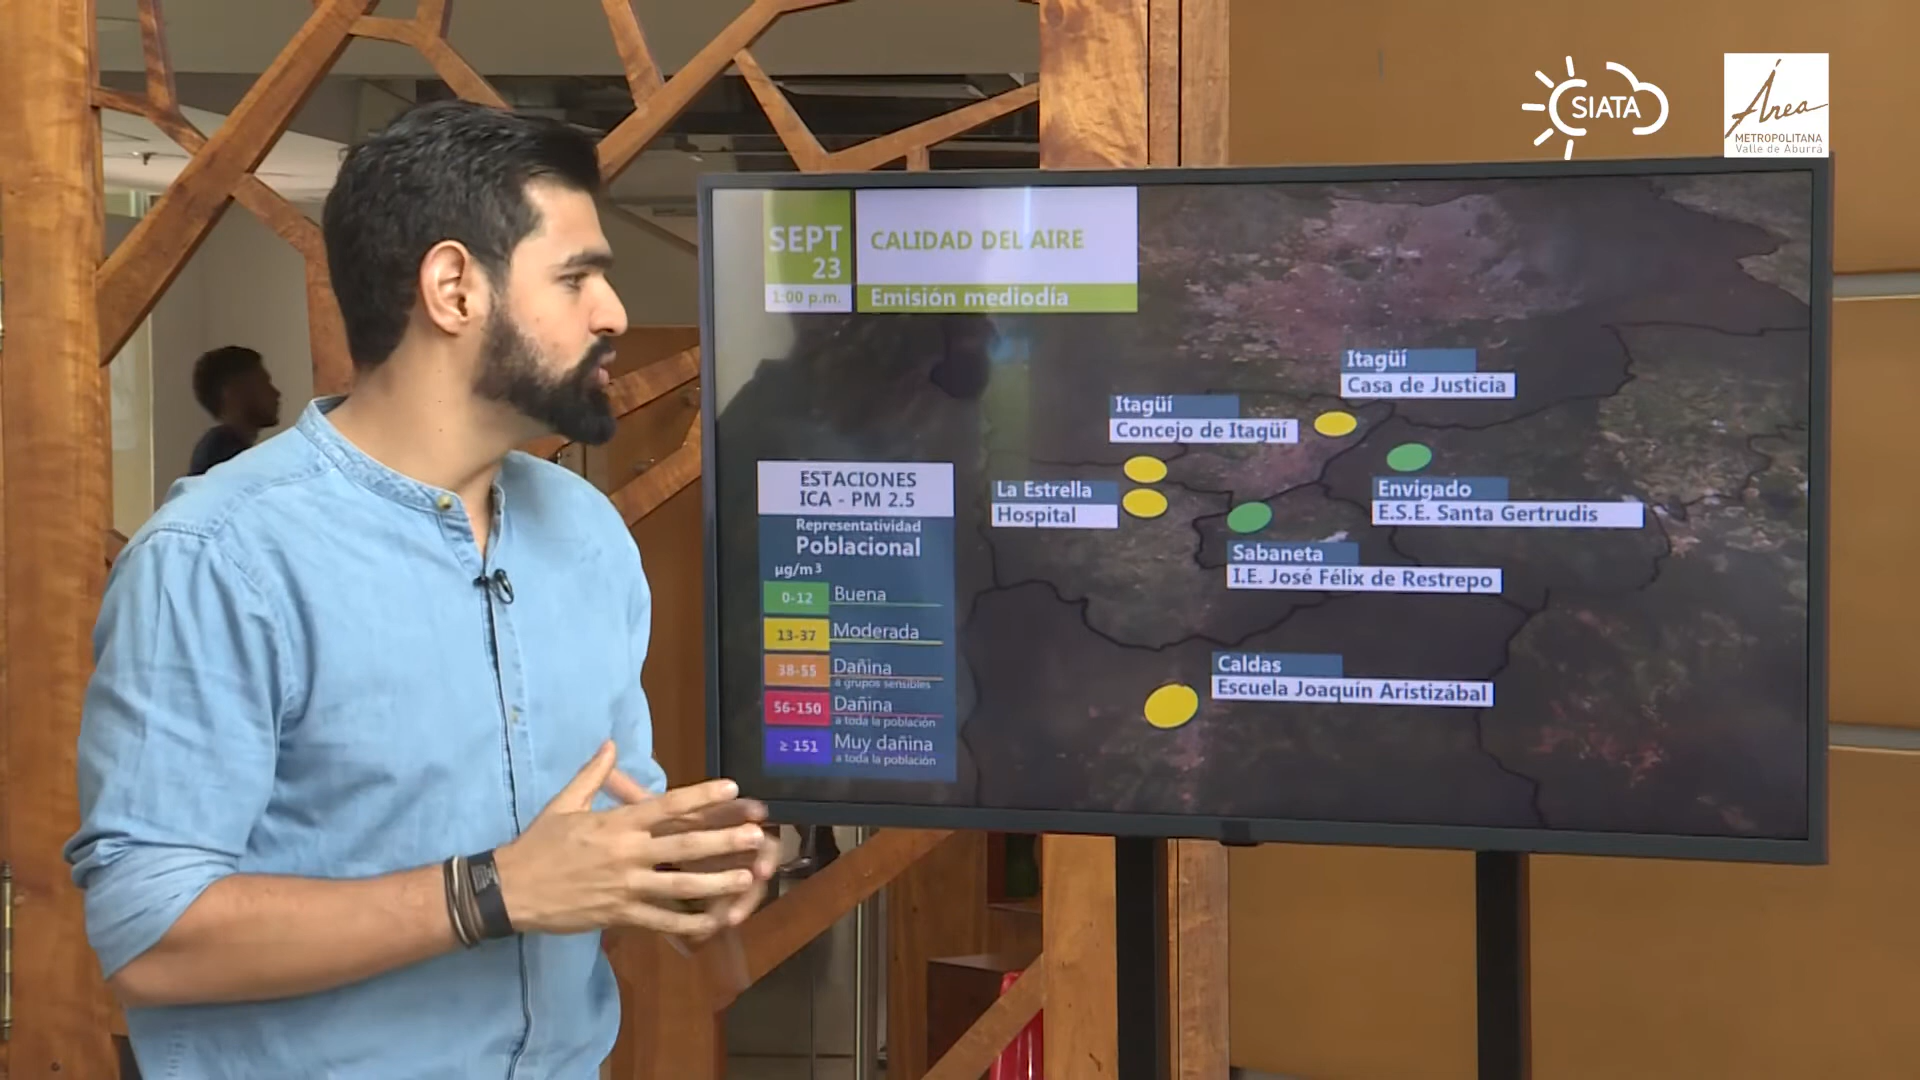 SIATA
Área
METROPOLITANA
Valle de Aburrá
SEPT
23
1:00 p.m.
CALIDAD DEL AIRE
Emisión mediodía
Itagüí
Casa de Justicia
Itagüí
Concejo de Itagüí
La Estrella
Hospital
Envigado
E.S.E. Santa Gertrudis
Sabaneta
I.E. José Félix de Restrepo
Caldas
Escuela Joaquín Aristizábal
ESTACIONES
ICA - PM 2.5
Representatividad
Poblacional
µg/m³
0-12 Buena
13-37 Moderada
38-55 Dañina
a grupos sensibles
56-150 Dañina
a toda la población
≥ 151 Muy dañina
a toda la población